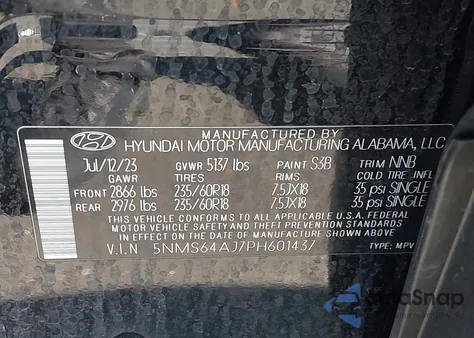 MANUFACTURED BY
HYUNDAI MOTOR MANUFACTURING ALABAMA, LLC
Jul/12/23 GVWR 5137 lbs PAINT S3B TRIM NNB
GAWR TIRES RIMS COLD TIRE INFL
FRONT 2866 lbs 235/60R18 7.5JX18 35 psi SINGLE
REAR 2976 lbs 235/60R18 7.5JX18 35 psi SINGLE
THIS VEHICLE CONFORMS TO ALL APPLICABLE U.S.A. FEDERAL MOTOR VEHICLE
SAFETY AND THEFT PREVENTION STANDARDS IN EFFECT ON THE DATE OF
MANUFACTURE SHOWN ABOVE.
V.I.N 5NMS64AJ7PH601437 TYPE: MPV